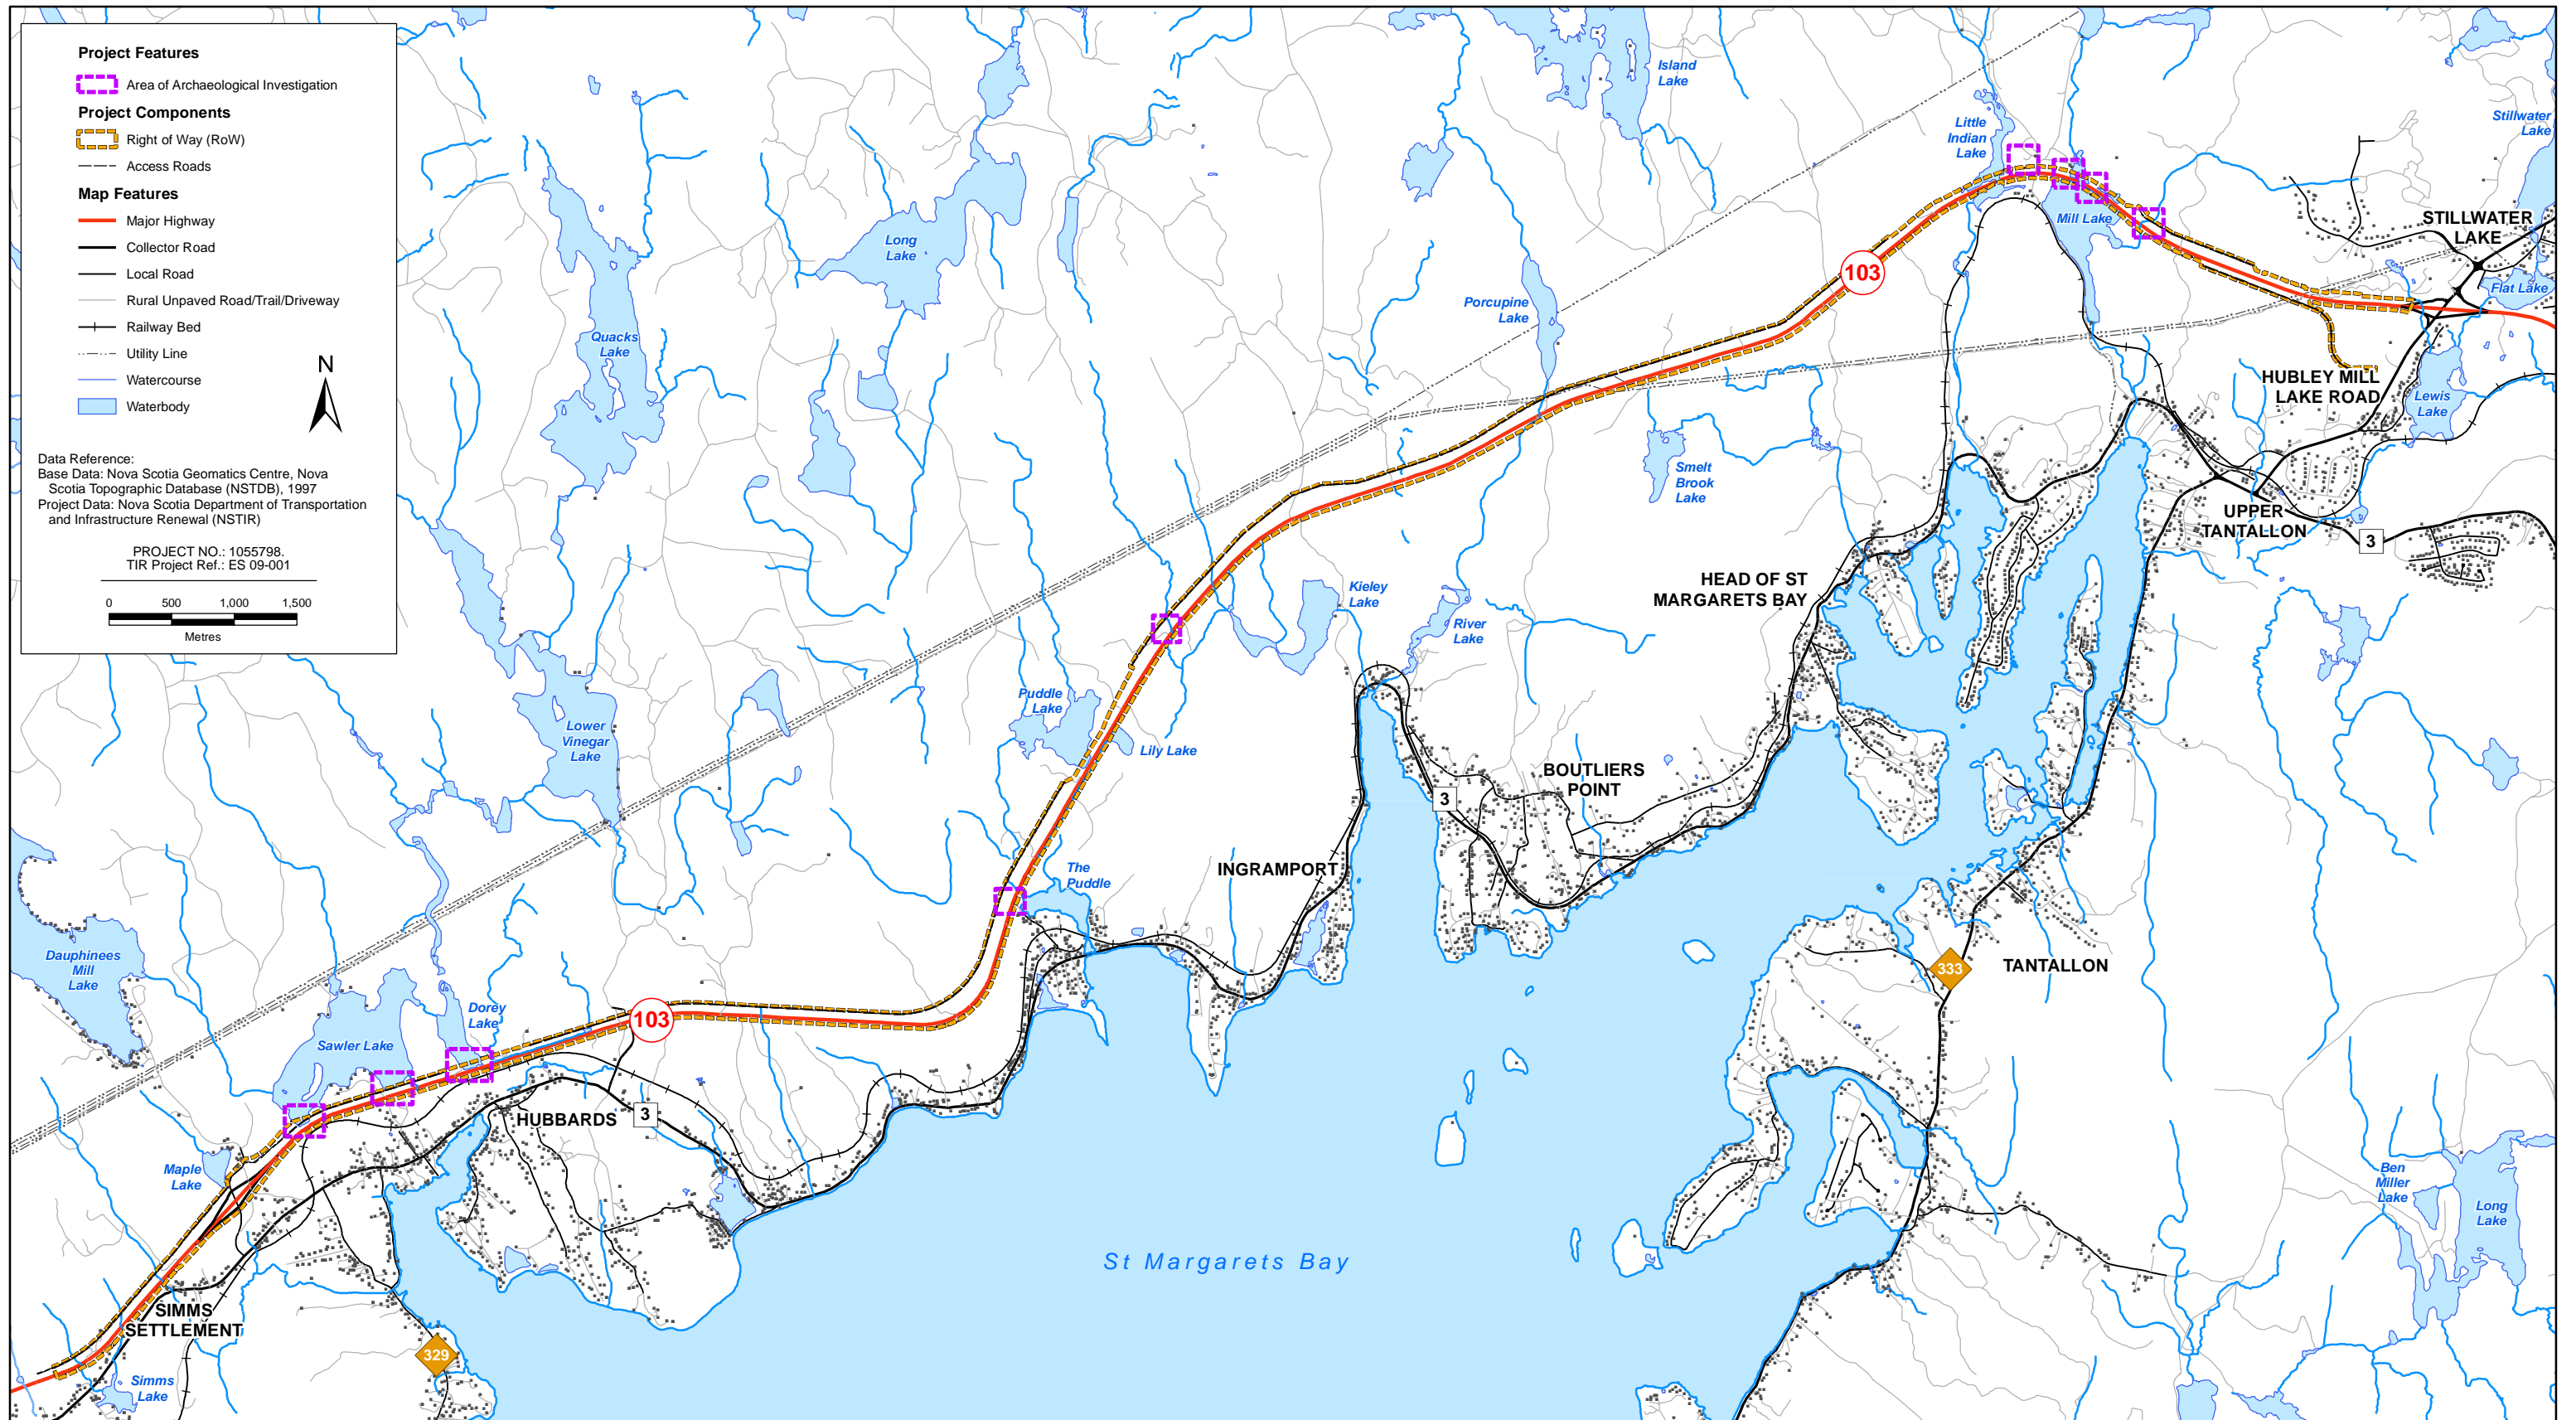 Project Features
Area of Archaeological Investigation
Project Components
Right of Way (RoW)
Access Roads
Map Features
Major Highway
Collector Road
Local Road
Rural Unpaved Road/Trail/Driveway
Railway Bed
Utility Line
Watercourse
Waterbody
N
Data Reference:
Base Data: Nova Scotia Geomatics Centre, Nova
Scotia Topographic Database (NSTDB), 1997
Project Data: Nova Scotia Department of Transportation
and Infrastructure Renewal (NSTIR)
PROJECT NO.: 1055798.
TIR Project Ref.: ES 09-001
0 500 1,000 1,500
Metres
Island
Lake
Little
Indian
Lake
Stillwater
Lake
Mill Lake
STILLWATER
LAKE
Long
Lake
103
Flat Lake
Porcupine
Lake
Quacks
Lake
HUBLEY MILL
LAKE ROAD
Lewis
Lake
Smelt
Brook
Lake
UPPER
TANTALLON
3
HEAD OF ST
MARGARETS BAY
Kieley
Lake
River
Lake
Puddle
Lake
Lily Lake
Lower
Vinegar
Lake
BOUTLIERS
POINT
3
INGRAMPORT
The
Puddle
Dauphinees
Mill
Lake
333
TANTALLON
Dorey
Lake
103
Sawler Lake
HUBBARDS
3
Maple
Lake
Ben
Miller
Lake
Long
Lake
St Margarets Bay
SIMMS
SETTLEMENT
329
Simms
Lake